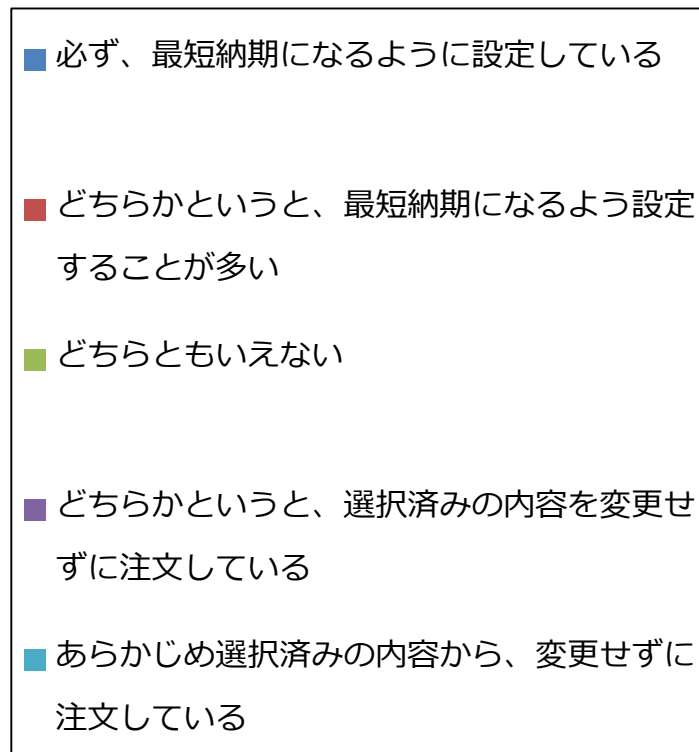 必ず、最短納期になるように設定している
どちらかというと、最短納期になるよう設定
することが多い
どちらともいえない
どちらかというと、選択済みの内容を変更せ
ずに注文している
あらかじめ選択済みの内容から、変更せずに
注文している